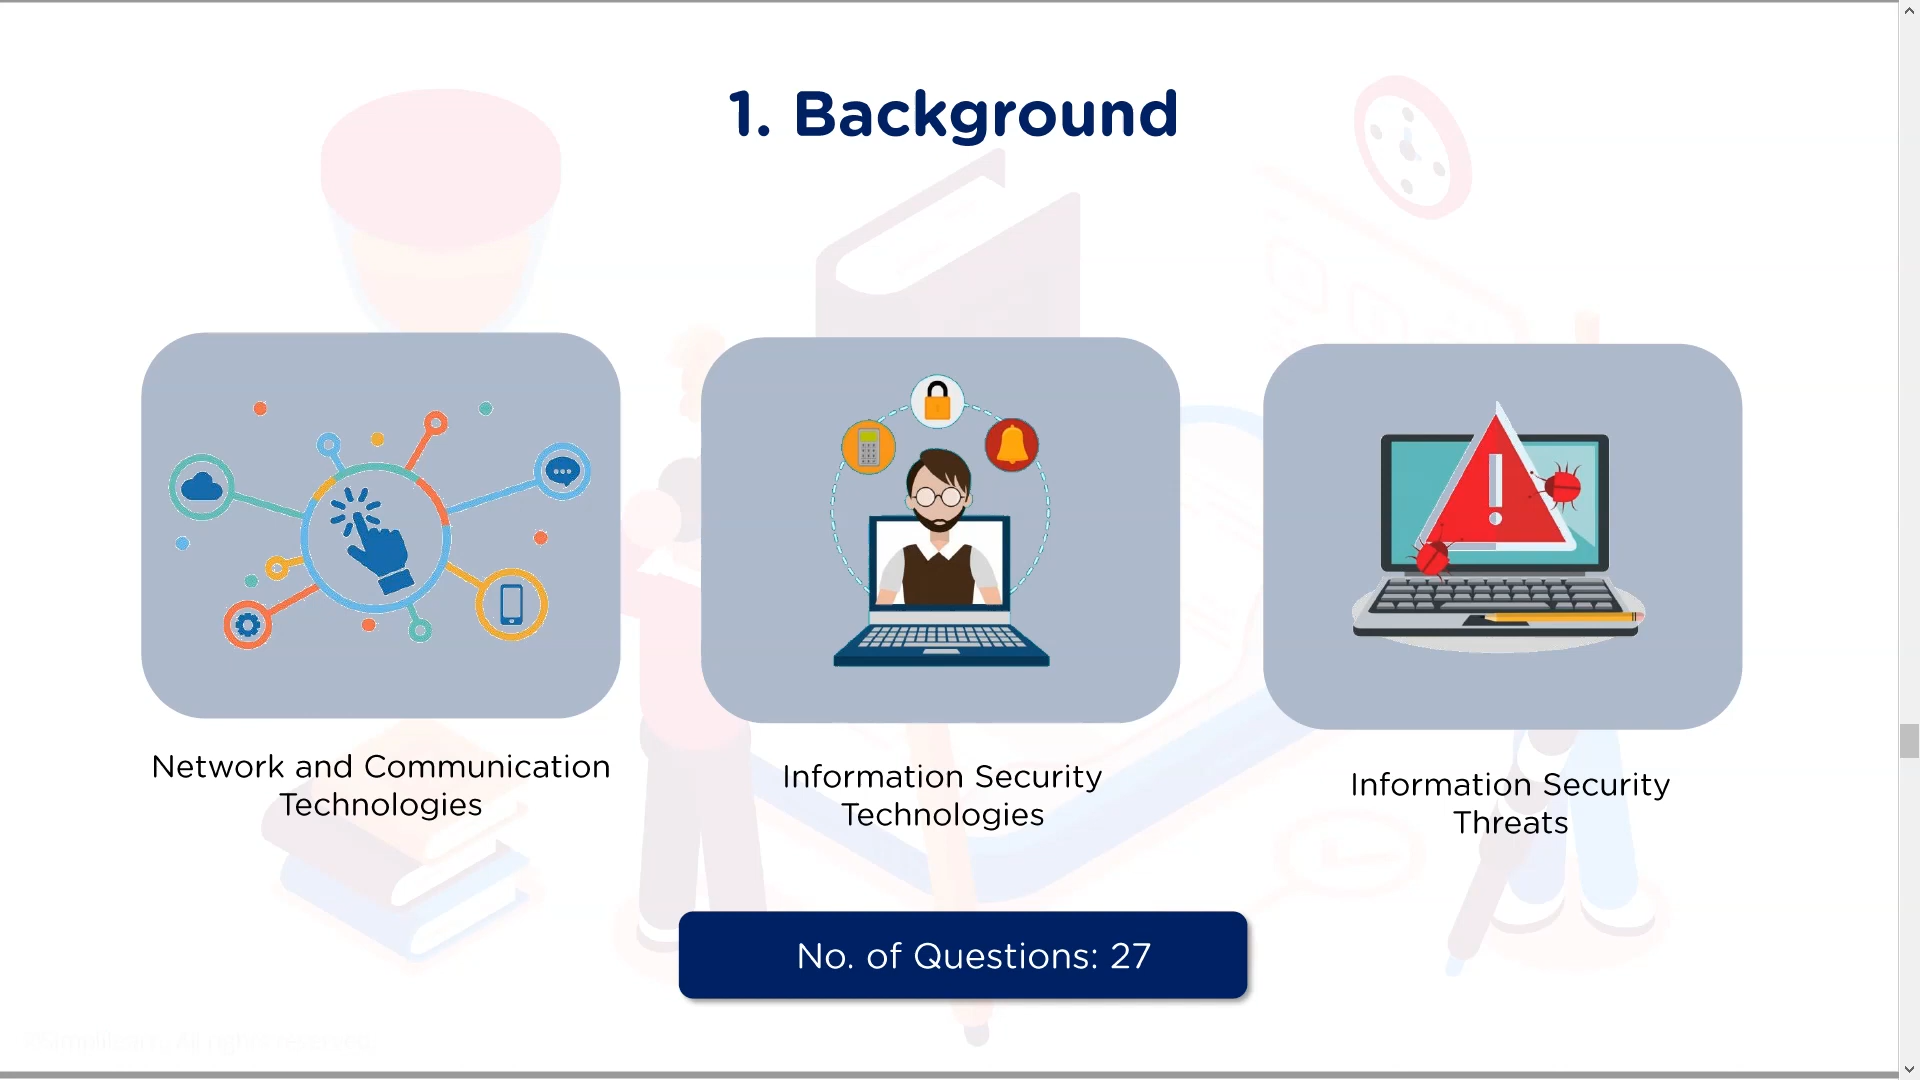 1. Background
Network and Communication
Technologies
Information Security
Technologies
Information Security
Threats
No. of Questions: 27